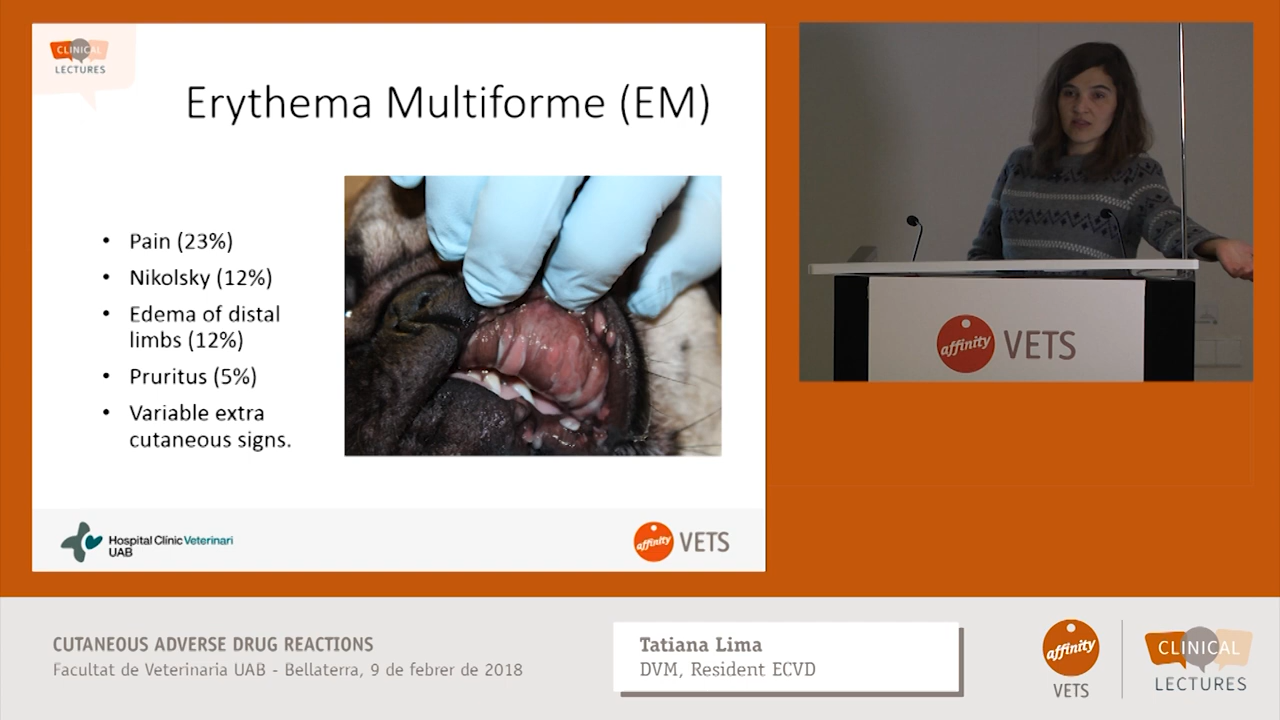 CLINICAL
LECTURES
Erythema Multiforme (EM)
• Pain (23%)
• Nikolsky (12%)
• Edema of distal
limbs (12%)
• Pruritus (5%)
• Variable extra
cutaneous signs.
Hospital Clínic Veterinari
UAB
affinity VETS
affinity VETS
CUTANEOUS ADVERSE DRUG REACTIONS
Facultat de Veterinaria UAB - Bellaterra, 9 de febrer de 2018
Tatiana Lima
DVM, Resident ECVD
affinity
VETS
CLINICAL
LECTURES